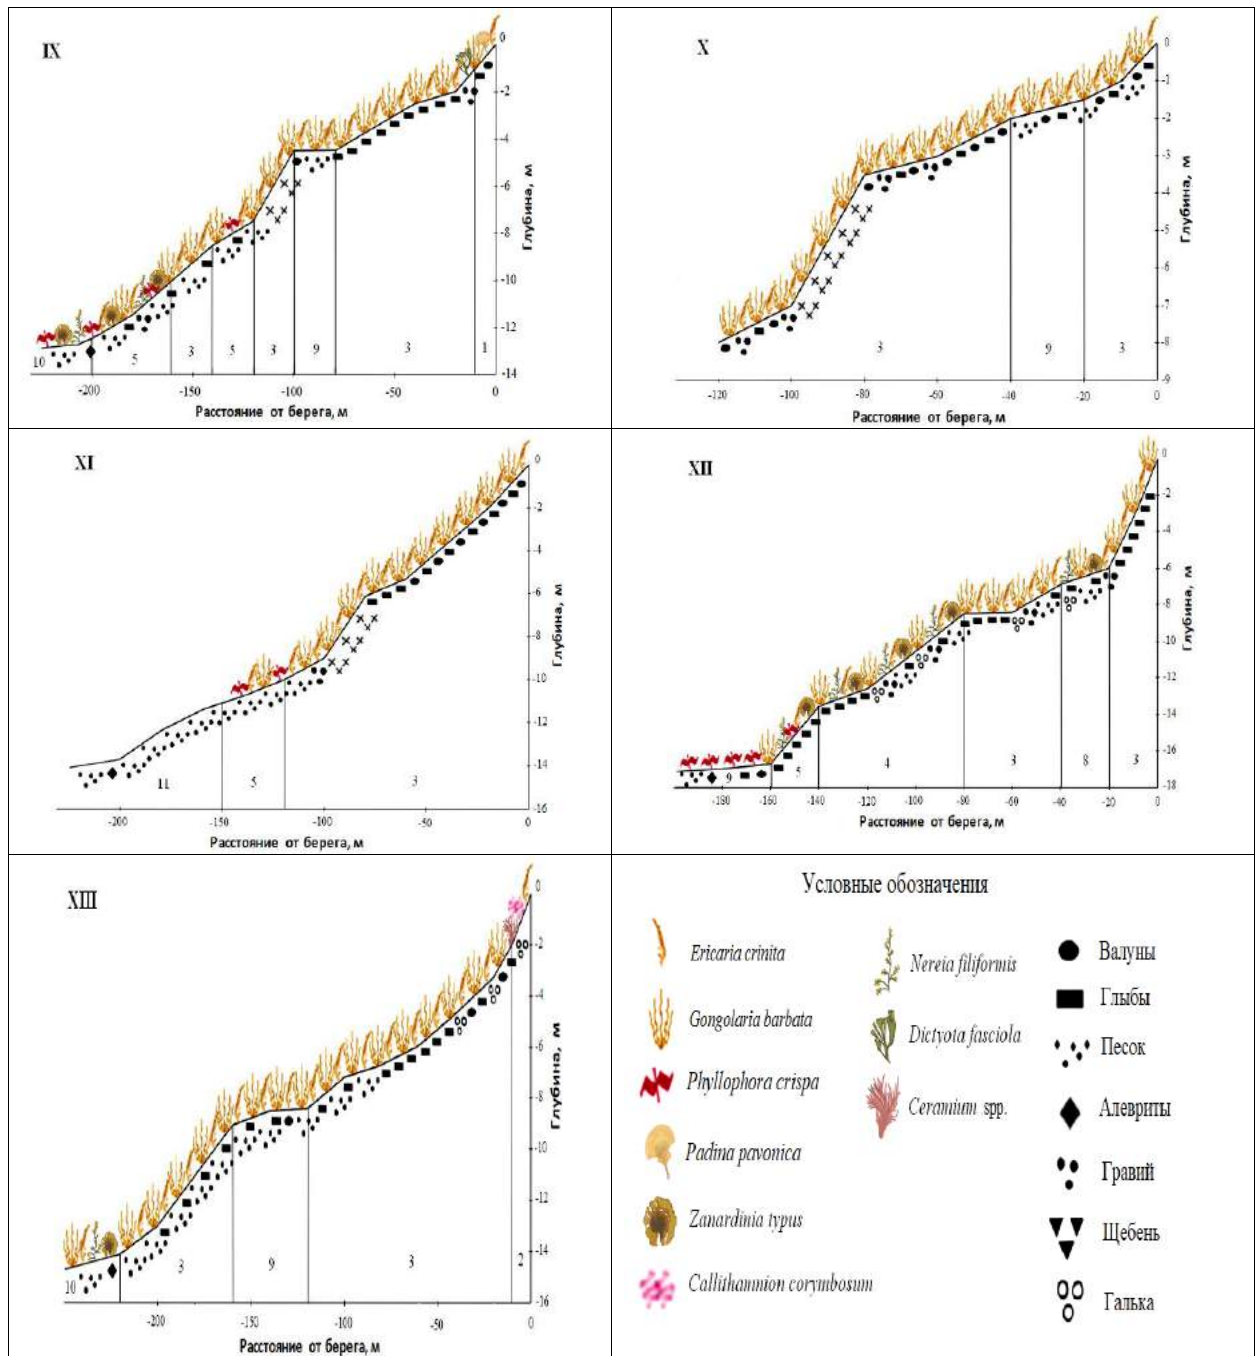 IX
0
-2
-4
-6
-8
-10
-12
-14
Глубина, м
10 5 3 5 3 9 3 1
-200 -150 -100 -50 0
Расстояние от берега, м
X
0
-1
-2
-3
-4
-5
-6
-7
-8
-9
Глубина, м
3 9 3
-120 -100 -80 -60 -40 -20 0
Расстояние от берега, м
XI
0
-2
-4
-6
-8
-10
-12
-14
-16
Глубина, м
11 5 3
-200 -150 -100 -50 0
Расстояние от берега, м
XII
0
-2
-4
-6
-8
-10
-12
-14
-16
-18
Глубина, м
9 5 4 3 8 3
-180 -160 -140 -120 -100 -80 -60 -40 -20 0
Расстояние от берега, м
XIII
0
-2
-4
-6
-8
-10
-12
-14
-16
Глубина, м
10 3 9 3 2
-200 -150 -100 -50 0
Расстояние от берега, м
Условные обозначения
Ericaria crinita
Gongolaria barbata
Phyllophora crispa
Padina pavonica
Zanardinia typus
Callithamnion corymbosum
Nereia filiformis
Dictyota fasciola
Ceramium spp.
Валуны
Глыбы
Песок
Алевриты
Гравий
Щебень
Галька